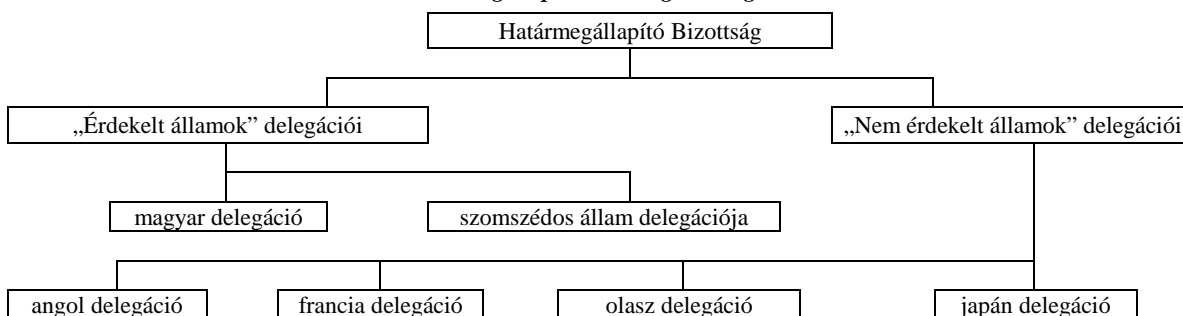 Határmegállapító Bizottság
„Érdekelt államok” delegációi
„Nem érdekelt államok” delegációi
magyar delegáció
szomszédos állam delegációja
angol delegáció
francia delegáció
olasz delegáció
japán delegáció